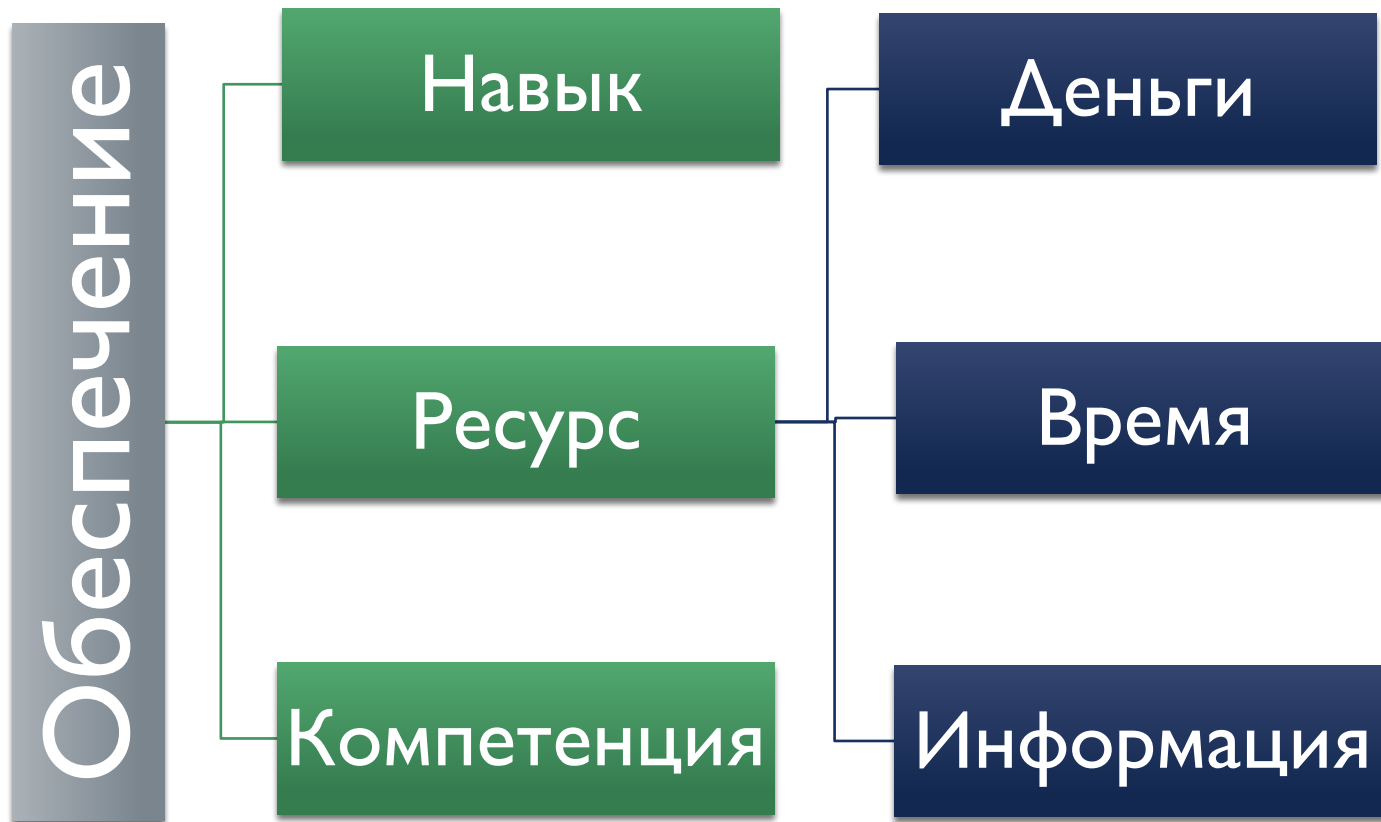 Обеспечение
Навык
Ресурс
Компетенция
Деньги
Время
Информация